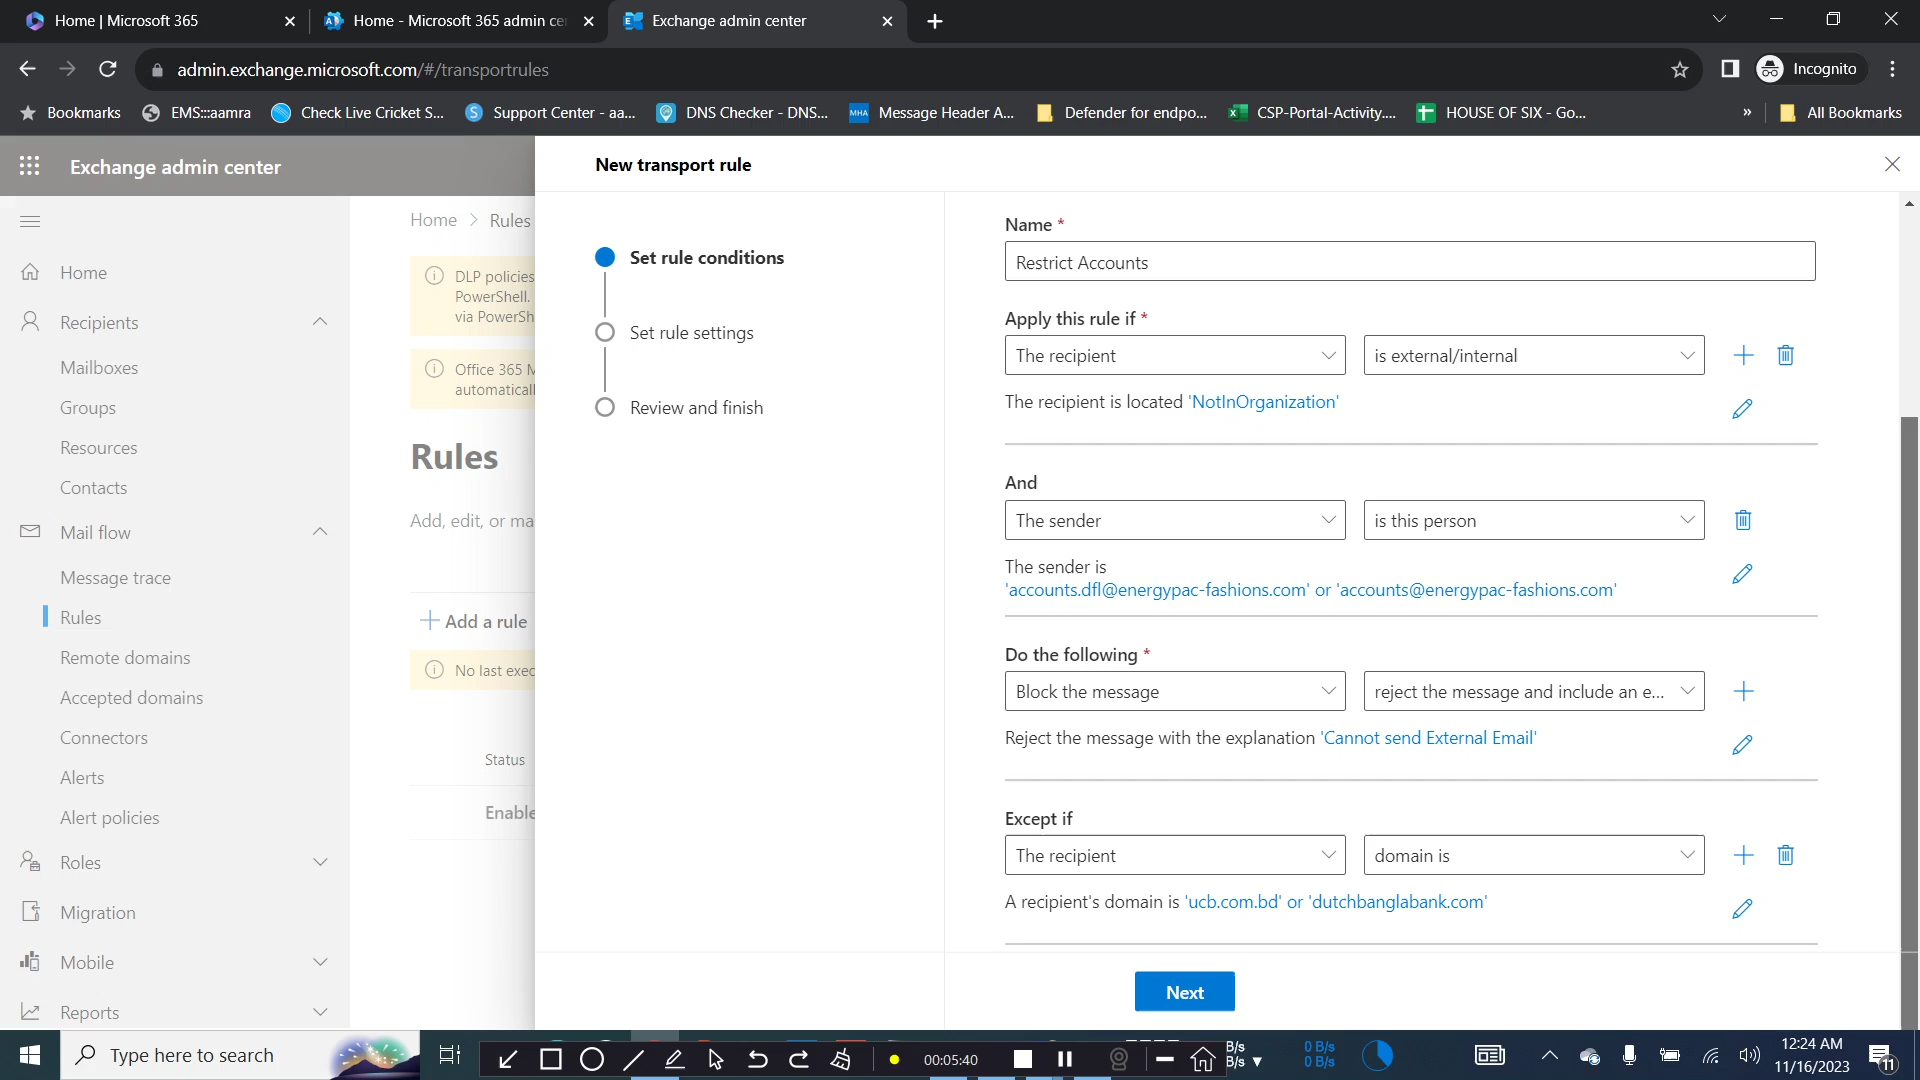 Home | Microsoft 365
Home - Microsoft 365 admin ce
Exchange admin center
admin.exchange.microsoft.com/#/transportrules
Incognito
Bookmarks
EMS:::aamra
Check Live Cricket S...
Support Center - aa...
DNS Checker - DNS...
MHA
Message Header A...
Defender for endpo...
CSP-Portal-Activity....
HOUSE OF SIX - Go...
»
All Bookmarks
Exchange admin center
Home
Recipients
Mailboxes
Groups
Resources
Contacts
Mail flow
Message trace
Rules
Remote domains
Accepted domains
Connectors
Alerts
Alert policies
Roles
Migration
Mobile
Reports
Home > Rules
DLP policies
PowerShell.
via PowerSh
Office 365 M
automaticall
Rules
Add, edit, or ma
+ Add a rule
No last exec
Status
Enable
New transport rule
Set rule conditions
Set rule settings
Review and finish
Name *
Restrict Accounts
Apply this rule if *
The recipient
is external/internal
The recipient is located 'NotInOrganization'
And
The sender
is this person
The sender is
'accounts.dfl@energypac-fashions.com' or 'accounts@energypac-fashions.com'
Do the following *
Block the message
reject the message and include an e...
Reject the message with the explanation 'Cannot send External Email'
Except if
The recipient
domain is
A recipient's domain is 'ucb.com.bd' or 'dutchbanglabank.com'
Next
Type here to search
00:05:40
B/s
B/s
0 B/s
0 B/s
12:24 AM
11/16/2023
11